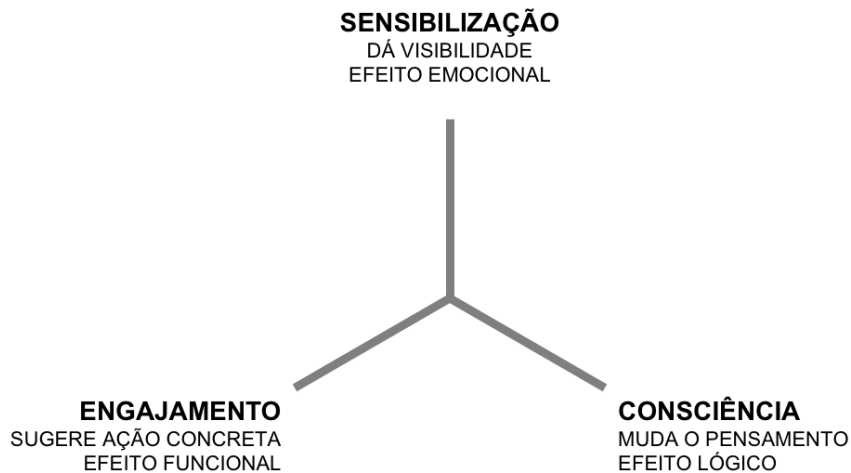 SENSIBILIZAÇÃO
DÁ VISIBILIDADE
EFEITO EMOCIONAL
ENGAJAMENTO
SUGERE AÇÃO CONCRETA
EFEITO FUNCIONAL
CONSCIÊNCIA
MUDA O PENSAMENTO
EFEITO LÓGICO